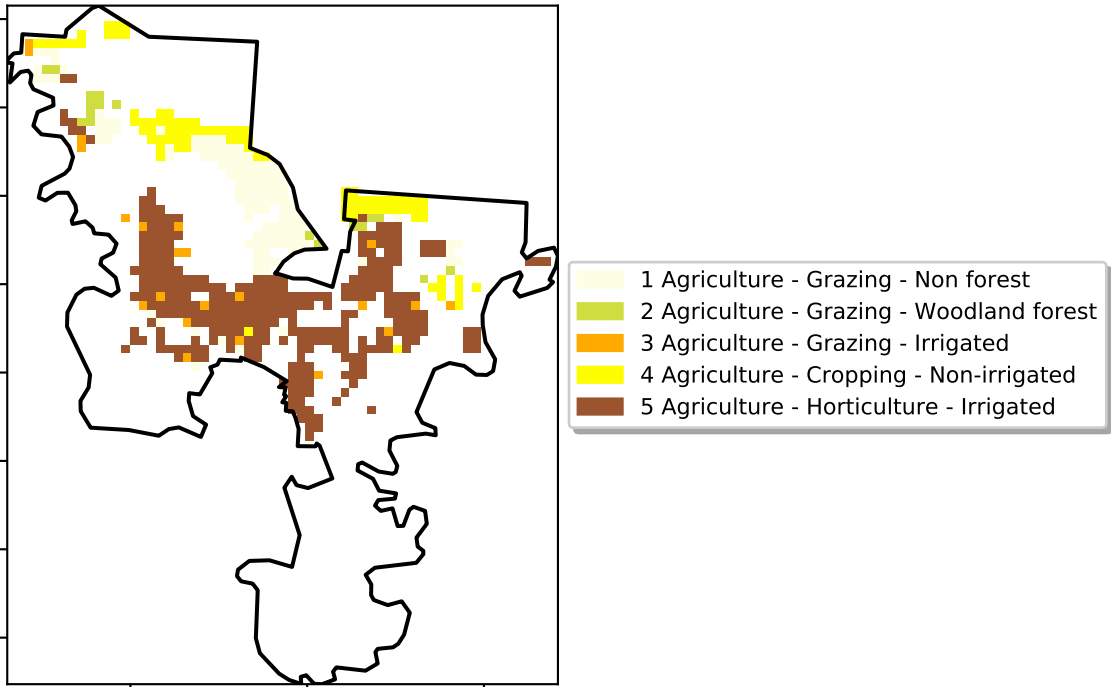 1 Agriculture - Grazing - Non forest
2 Agriculture - Grazing - Woodland forest
3 Agriculture - Grazing - Irrigated
4 Agriculture - Cropping - Non-irrigated
5 Agriculture - Horticulture - Irrigated